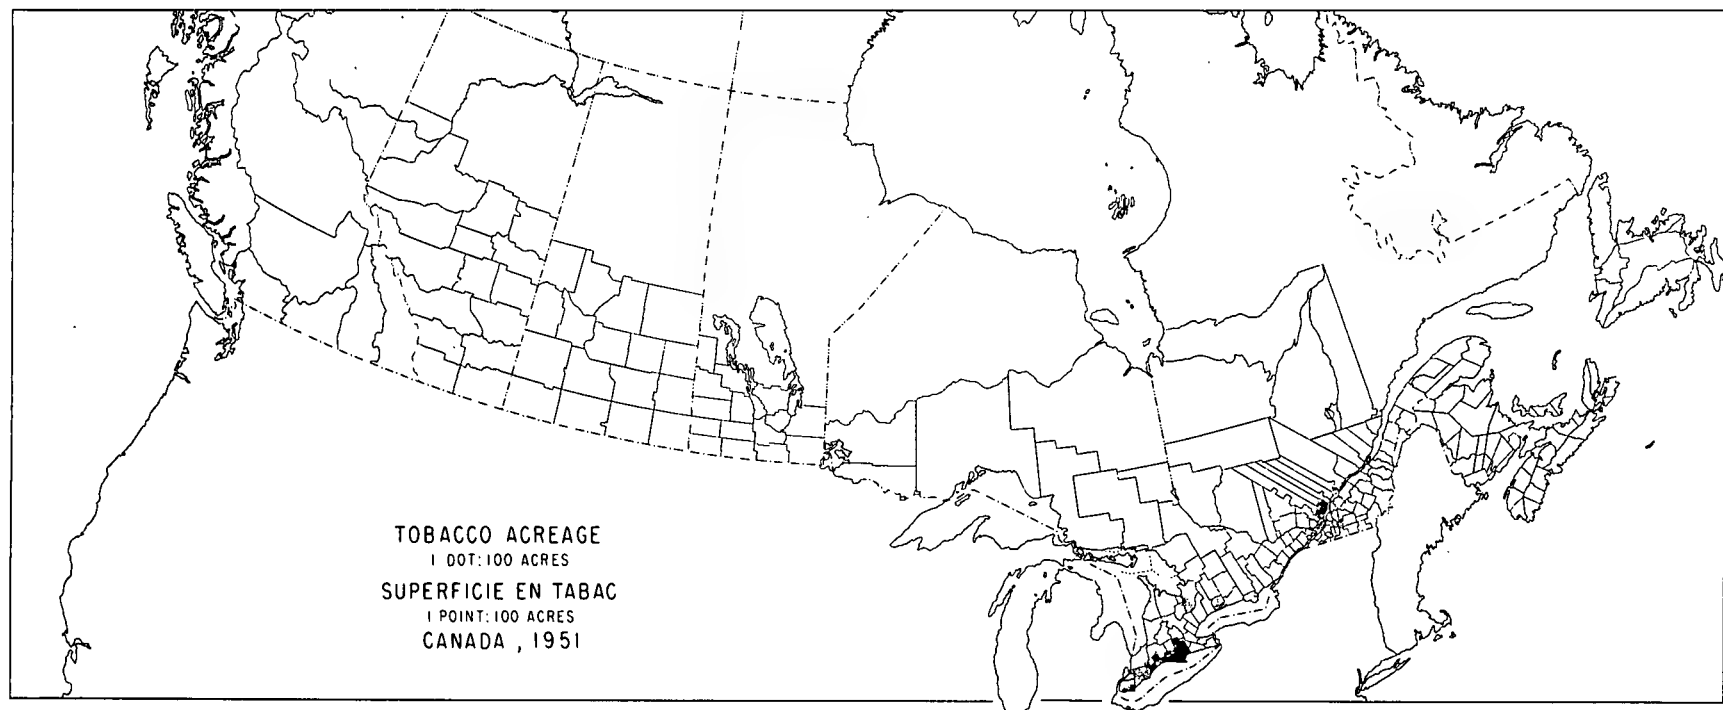 TOBACCO ACREAGE
1 DOT: 100 ACRES
SUPERFICIE EN TABAC
1 POINT: 100 ACRES
CANADA, 1951